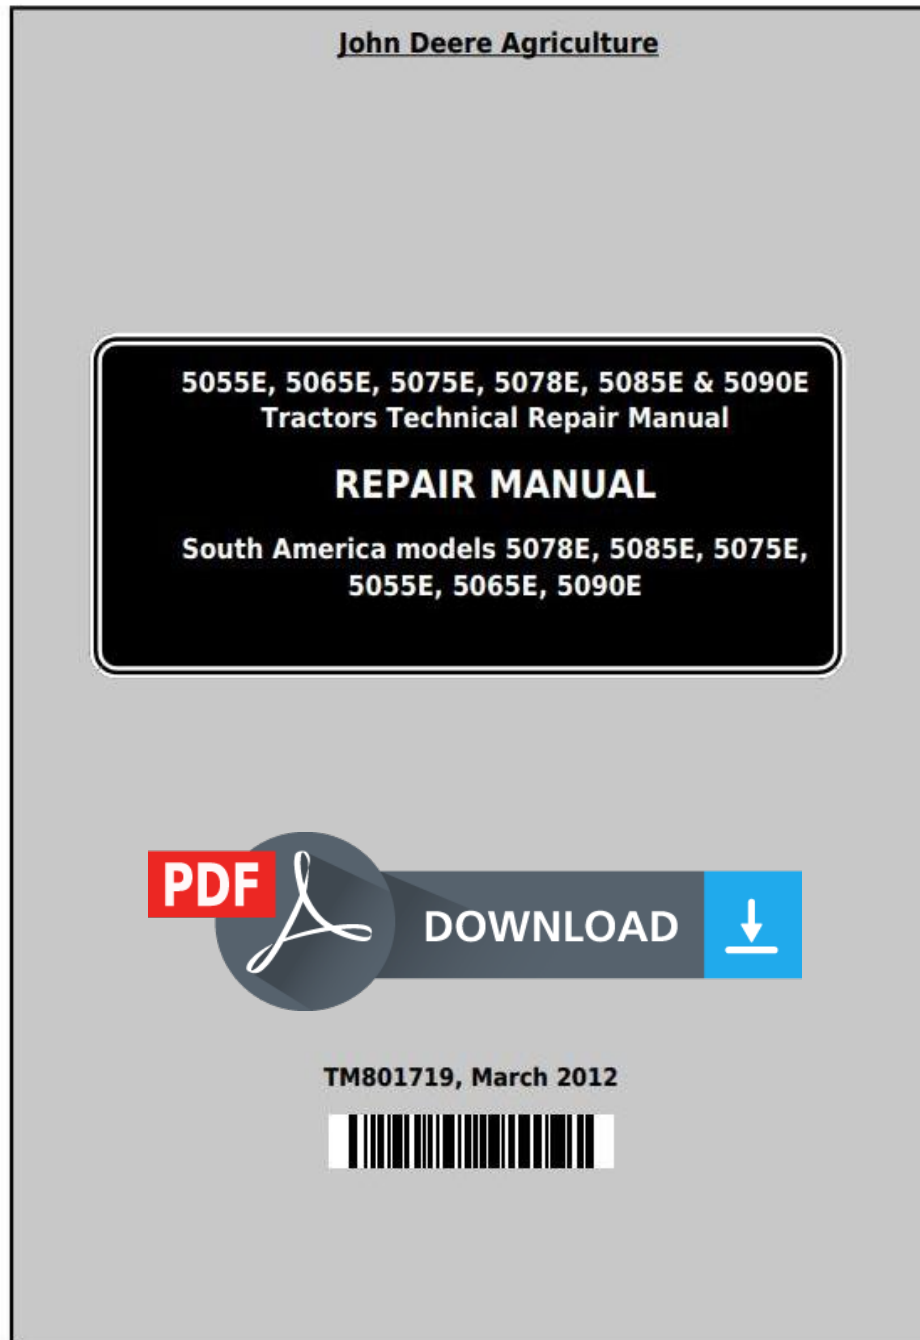 John Deere Agriculture
5055E, 5065E, 5075E, 5078E, 5085E & 5090E
Tractors Technical Repair Manual
REPAIR MANUAL
South America models 5078E, 5085E, 5075E,
5055E, 5065E, 5090E
PDF
DOWNLOAD
TM801719, March 2012